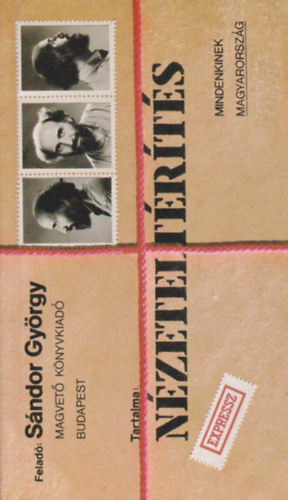 Feladó: Sándor György
MAGVETŐ KÖNYVKIADÓ
BUDAPEST
Tartalma:
NÉZETELTÉRÍTÉS
MINDENKINEK
MAGYARORSZÁG
EXPRESSZ